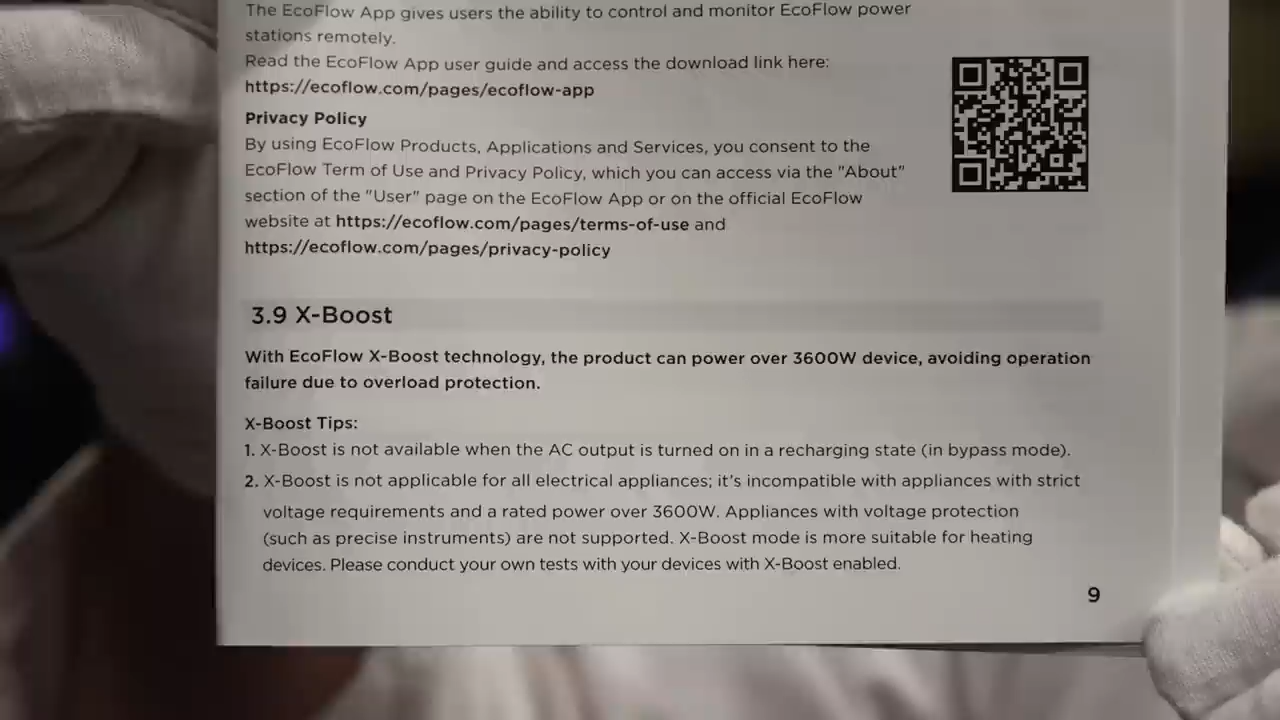 The EcoFlow App gives users the ability to control and monitor EcoFlow power
stations remotely.
Read the EcoFlow App user guide and access the download link here:
https://ecoflow.com/pages/ecoflow-app
Privacy Policy
By using EcoFlow Products, Applications and Services, you consent to the
EcoFlow Term of Use and Privacy Policy, which you can access via the "About"
section of the "User" page on the EcoFlow App or on the official EcoFlow
website at https://ecoflow.com/pages/terms-of-use and
https://ecoflow.com/pages/privacy-policy
3.9 X-Boost
With EcoFlow X-Boost technology, the product can power over 3600W device, avoiding operation
failure due to overload protection.
X-Boost Tips:
1. X-Boost is not available when the AC output is turned on in a recharging state (in bypass mode).
2. X-Boost is not applicable for all electrical appliances; it's incompatible with appliances with strict
voltage requirements and a rated power over 3600W. Appliances with voltage protection
(such as precise instruments) are not supported. X-Boost mode is more suitable for heating
devices. Please conduct your own tests with your devices with X-Boost enabled.
9